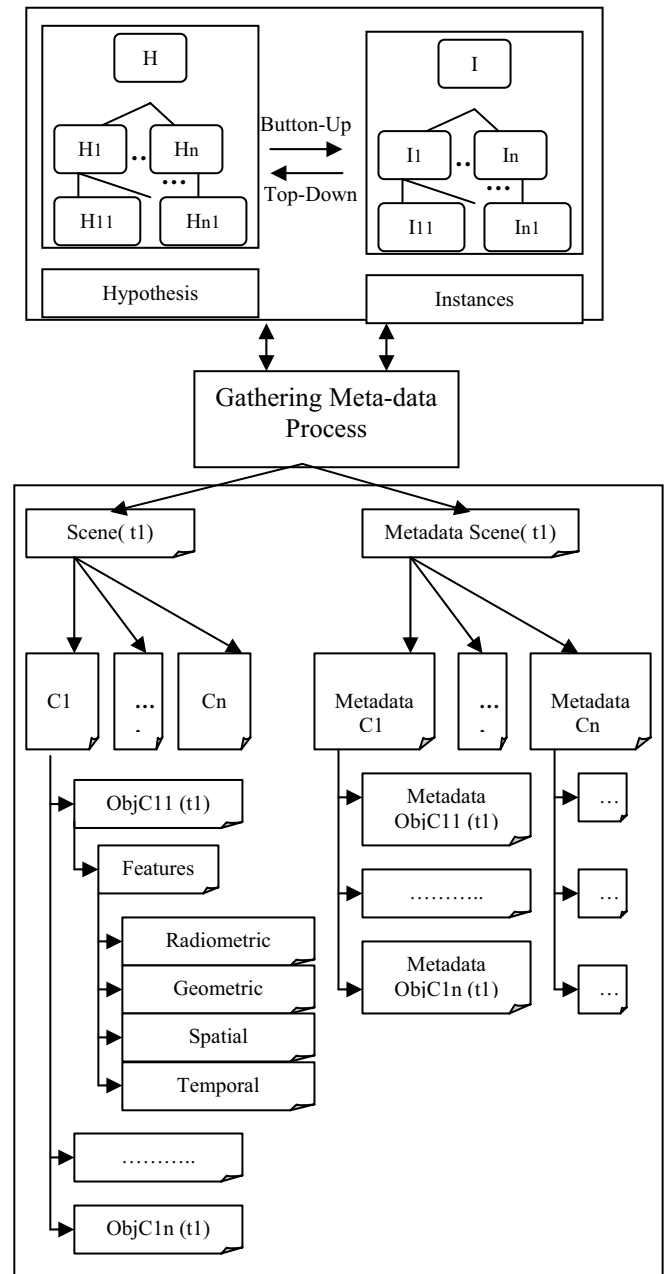 H
I
H1
..
Hn
...
H11
Hn1
Button-Up
Top-Down
I1
..
In
...
I11
In1
Hypothesis
Instances
Gathering Meta-data
Process
Scene( t1)
Metadata Scene( t1)
C1
...
.
Cn
Metadata
C1
...
.
Metadata
Cn
ObjC11 (t1)
Features
Radiometric
Geometric
Spatial
Temporal
………..
ObjC1n (t1)
Metadata
ObjC11 (t1)
………..
Metadata
ObjC1n (t1)
…
…
…